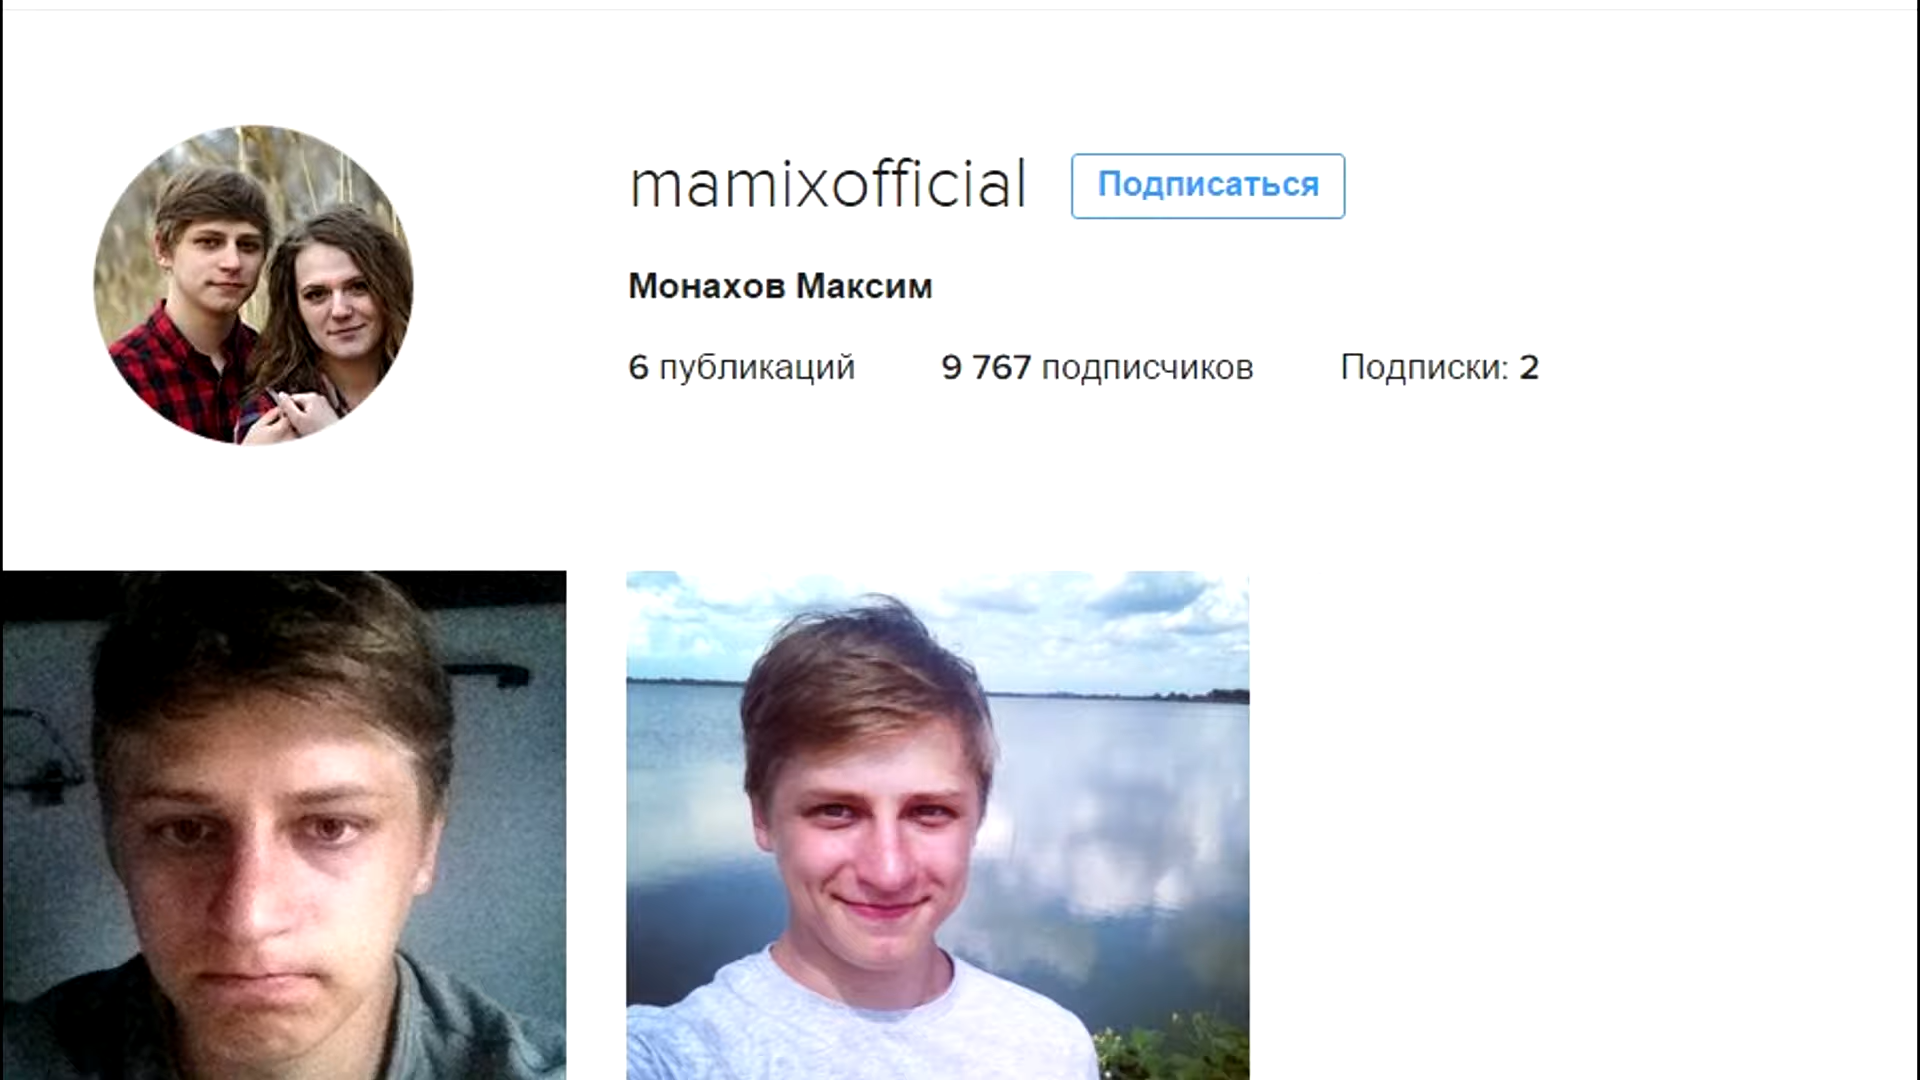 mamixofficial Подписаться
Монахов Максим
6 публикаций 9 767 подписчиков Подписки: 2